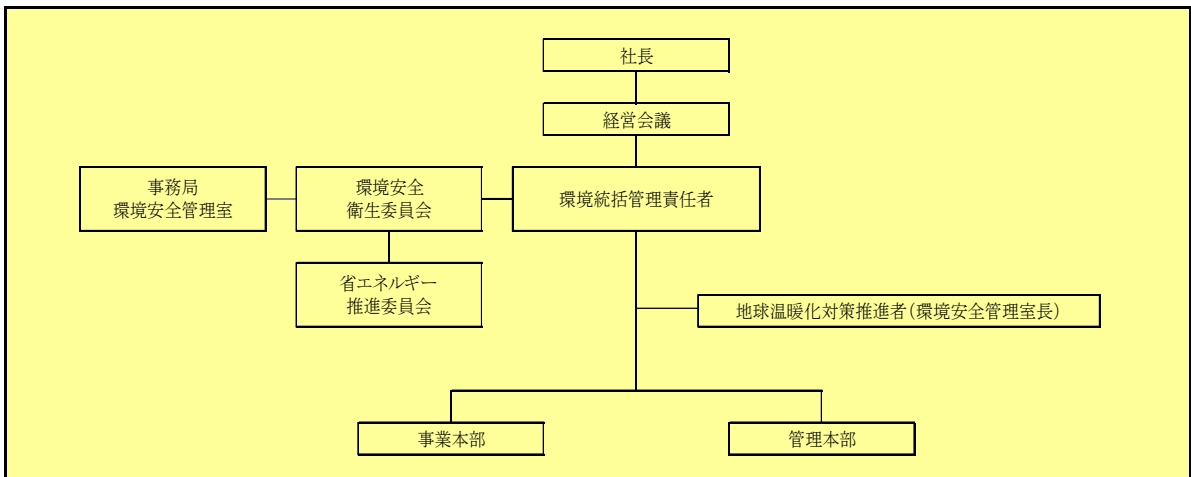 社長
経営会議
事務局
環境安全管理室
環境安全
衛生委員会
環境統括管理責任者
省エネルギー
推進委員会
地球温暖化対策推進者(環境安全管理室長)
事業本部
管理本部